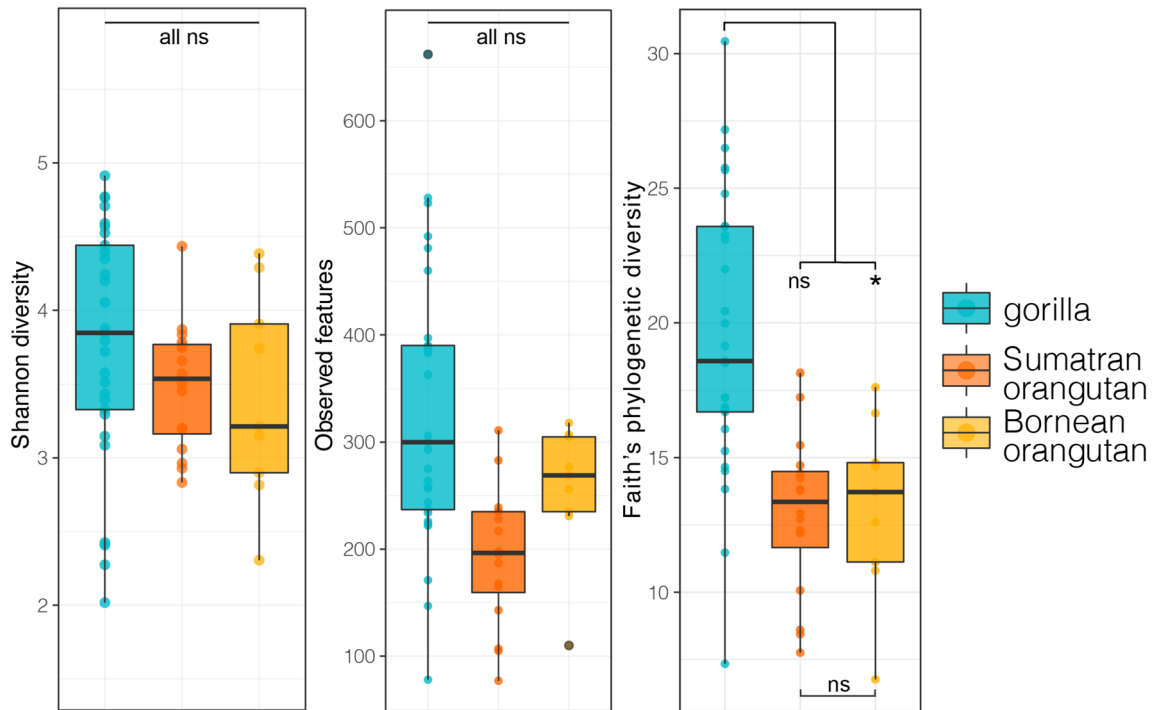 Shannon diversity
5
4
3
2
all ns
Observed features
600
500
400
300
200
100
all ns
Faith's phylogenetic diversity
30
25
20
15
10
ns
*
ns
gorilla
Sumatran
orangutan
Bornean
orangutan